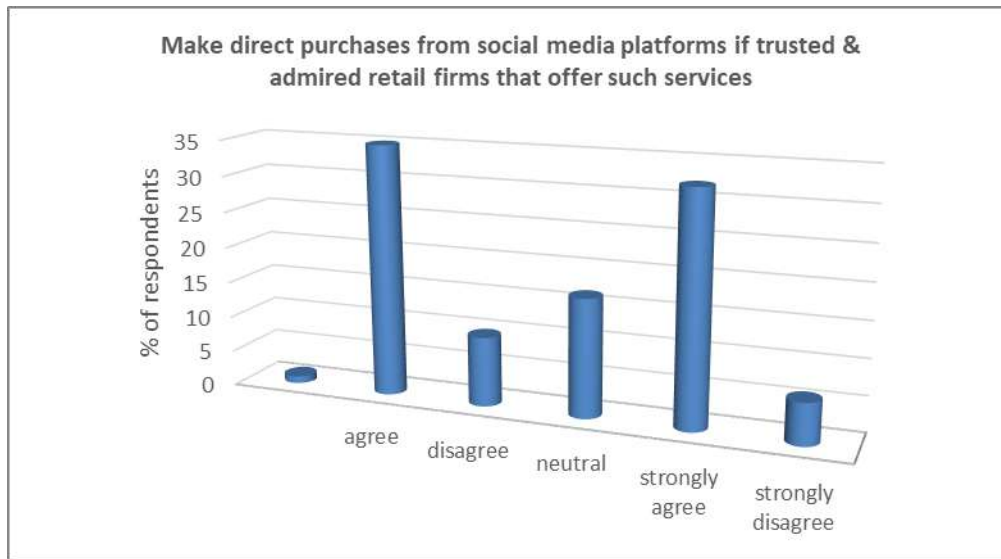 Make direct purchases from social media platforms if trusted &
admired retail firms that offer such services
% of respondents
35
30
25
20
15
10
5
0
agree
disagree
neutral
strongly
agree
strongly
disagree